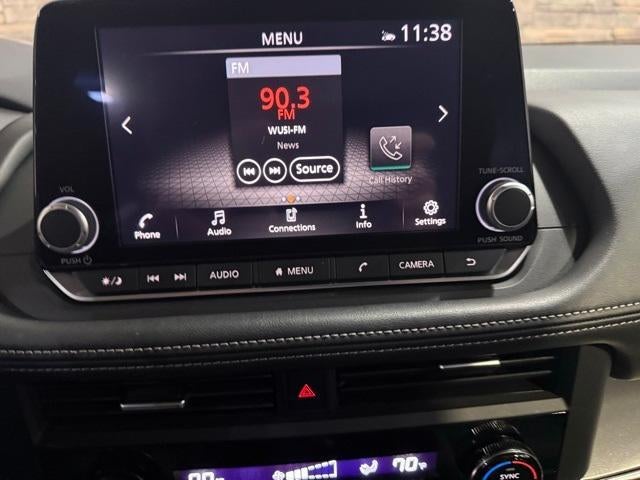 MENU
11:38
FM
90.3
FM
WUSI-FM
News
Source
Call History
Phone
Audio
Connections
Info
Settings
VOL
PUSH
TUNE·SCROLL
PUSH SOUND
AUDIO
MENU
CAMERA
70°F
SYNC